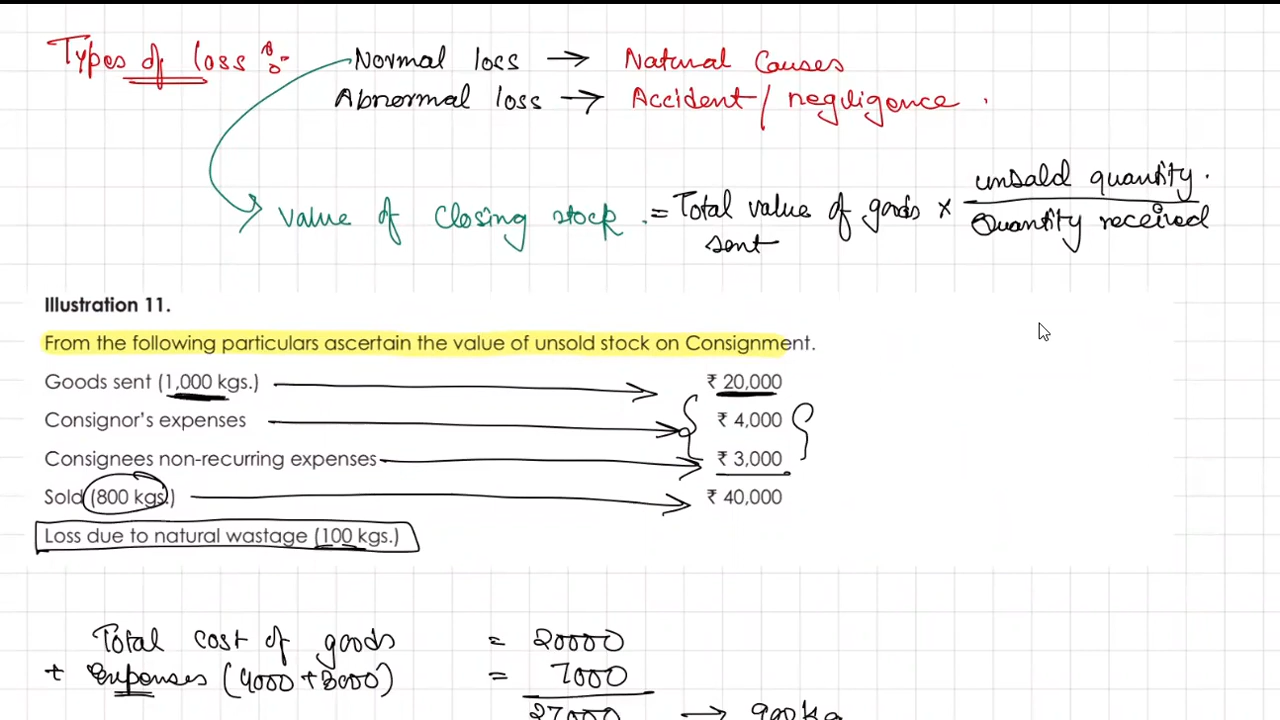 Types of loss :-
Normal loss → Natural Causes
Abnormal loss → Accident / negligence .
Value of closing stock . = Total value of goods sent × unsold quantity . / Quantity received
Illustration 11.
From the following particulars ascertain the value of unsold stock on Consignment.
Goods sent (1,000 kgs.) ₹ 20,000
Consignor's expenses ₹ 4,000
Consignees non-recurring expenses ₹ 3,000
Sold (800 kgs.) ₹ 40,000
Loss due to natural wastage (100 kgs.)
Total cost of goods = 20000
+ Expenses (4000 + 3000) = 7000
27000 → 900 kg